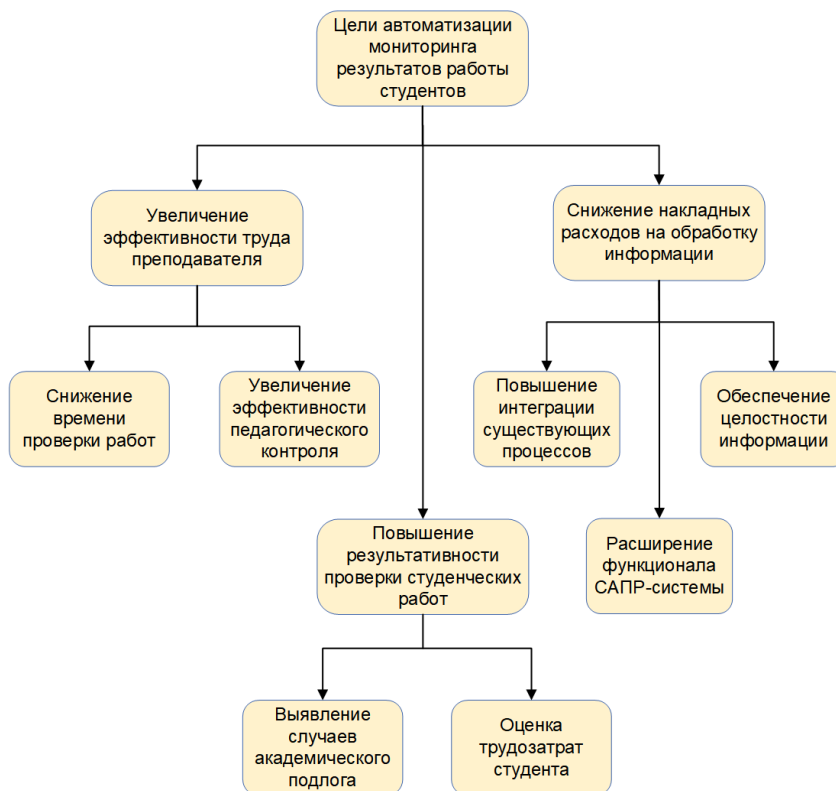 Цели автоматизации
мониторинга
результатов работы
студентов
Увеличение
эффективности труда
преподавателя
Снижение накладных
расходов на обработку
информации
Снижение
времени
проверки работ
Увеличение
эффективности
педагогического
контроля
Повышение
интеграции
существующих
процессов
Обеспечение
целостности
информации
Повышение
результативности
проверки студенческих
работ
Расширение
функционала
САПР-системы
Выявление
случаев
академического
подлога
Оценка
трудозатрат
студента